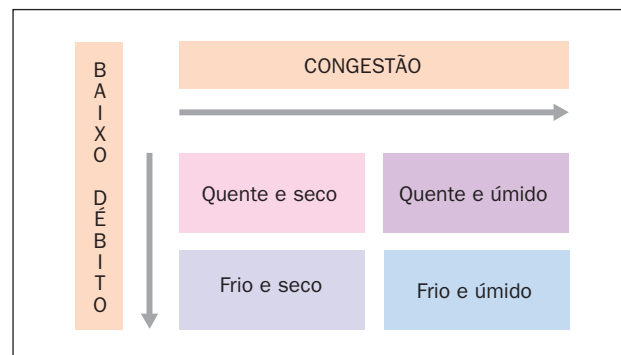 CONGESTÃO
BAIXO DÉBITO
Quente e seco
Quente e úmido
Frio e seco
Frio e úmido